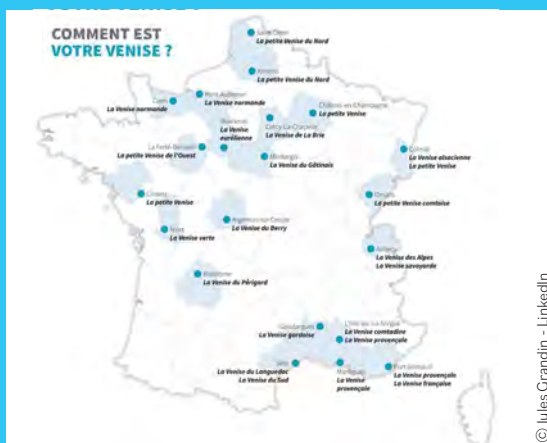 COMMENT EST
VOTRE VENISE ?
Saint-Omer
La petite Venise du Nord
Amiens
La petite Venise du Nord
Pont-Audemer
La Venise normande
Caen
La Venise normande
Châlons-en-Champagne
La petite Venise
La Venise
eurélienne
Crécy-La-Chapelle
La Venise de La Brie
La Ferté-Bernard
La petite Venise de l'Ouest
Montargis
La Venise du Gâtinais
Colmar
La Venise alsacienne
La petite Venise
Clisson
La petite Venise
Ornans
La petite Venise comtoise
Argenton-sur-Creuse
La Venise du Berry
Niort
La Venise verte
Annecy
La Venise des Alpes
La Venise savoyarde
Brantôme
La Venise du Périgord
Goudargues
La Venise gardoise
L'Isle-sur-La-Sorgue
La Venise comtadine
La Venise provençale
Sète
La Venise du Languedoc
La Venise du Sud
Martigues
La Venise
provençale
Port Grimaud
La Venise provençale
La Venise française
© Jules Grandin - LinkedIn